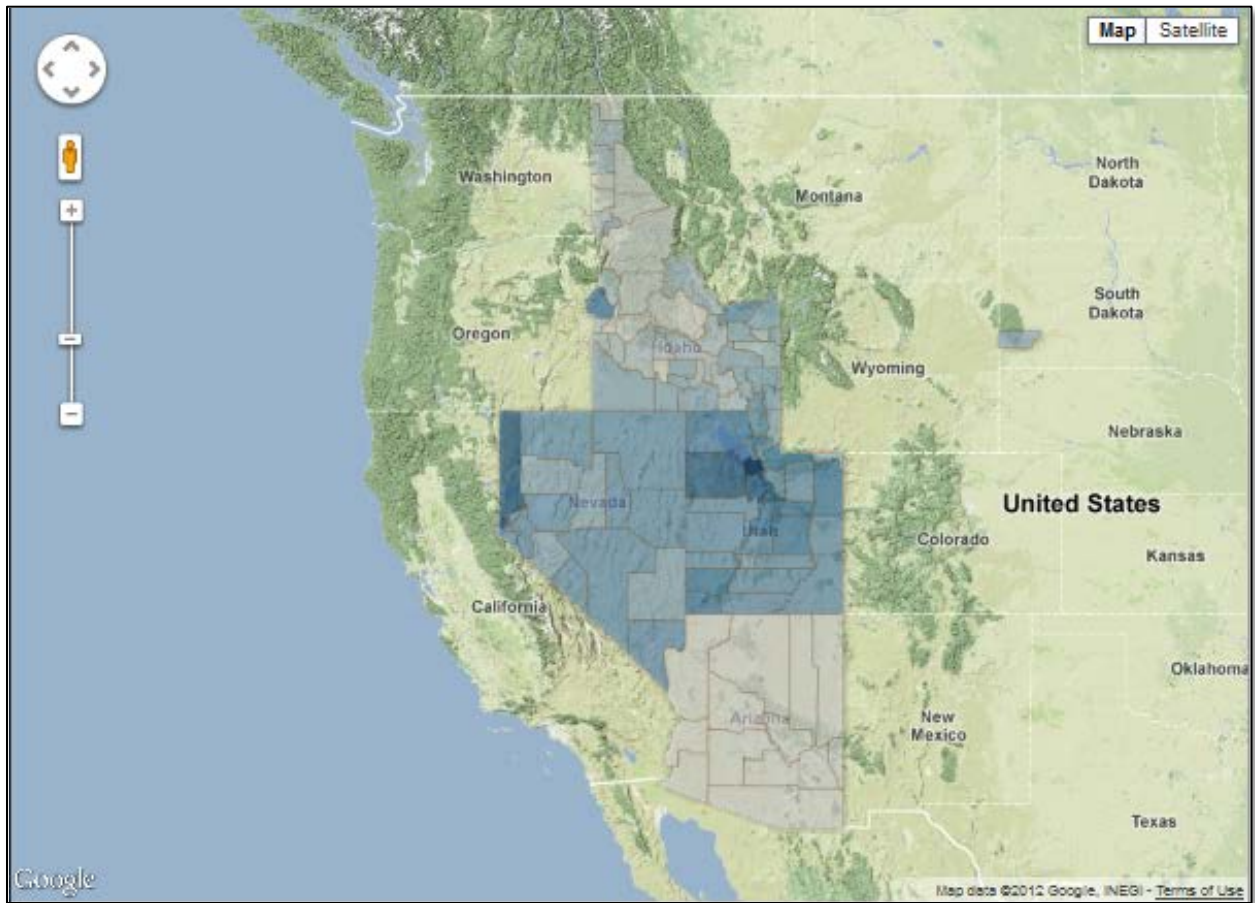 Map Satellite
Washington
Montana
North
Dakota
South
Dakota
Oregon
Idaho
Wyoming
Nebraska
United States
Nevada
Utah
Colorado
Kansas
California
Oklahoma
Arizona
New
Mexico
Texas
Google
Map data ©2012 Google, INEGI - Terms of Use